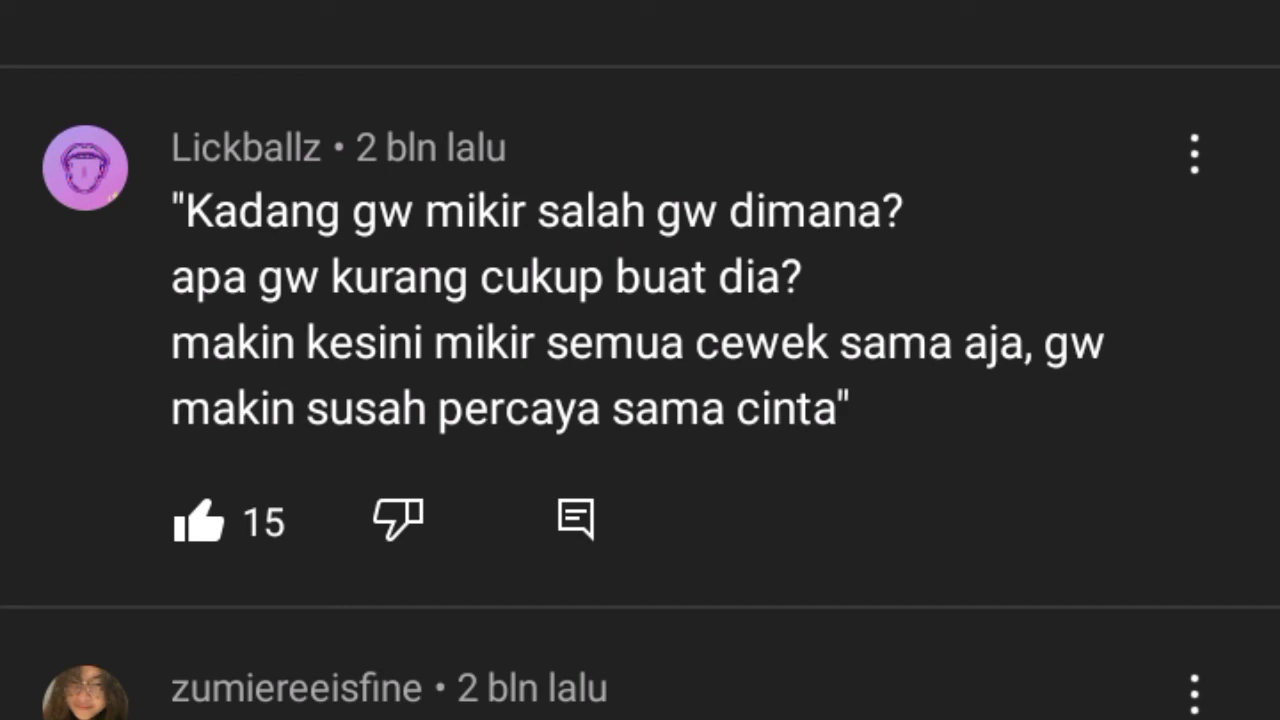 Lickballz • 2 bln lalu
"Kadang gw mikir salah gw dimana?
apa gw kurang cukup buat dia?
makin kesini mikir semua cewek sama aja, gw
makin susah percaya sama cinta"
15
zumiereeisfine • 2 bln lalu